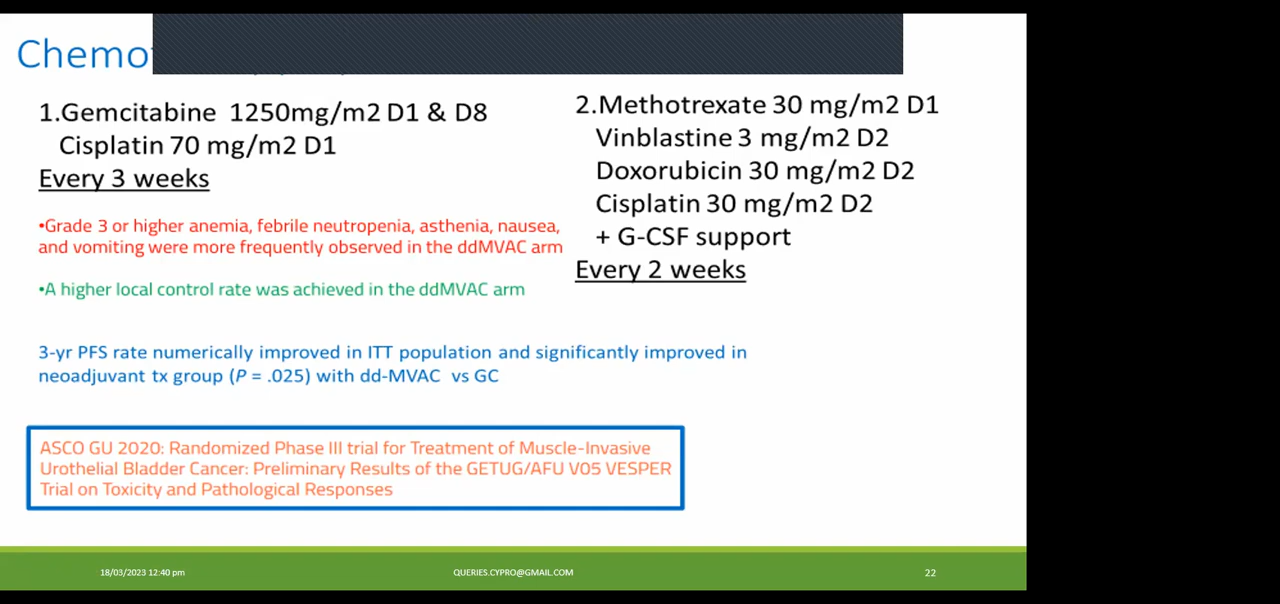 Chemo
1.Gemcitabine 1250mg/m2 D1 & D8
Cisplatin 70 mg/m2 D1
Every 3 weeks
•Grade 3 or higher anemia, febrile neutropenia, asthenia, nausea,
and vomiting were more frequently observed in the ddMVAC arm
•A higher local control rate was achieved in the ddMVAC arm
2.Methotrexate 30 mg/m2 D1
Vinblastine 3 mg/m2 D2
Doxorubicin 30 mg/m2 D2
Cisplatin 30 mg/m2 D2
+ G-CSF support
Every 2 weeks
3-yr PFS rate numerically improved in ITT population and significantly improved in
neoadjuvant tx group (P = .025) with dd-MVAC vs GC
ASCO GU 2020: Randomized Phase III trial for Treatment of Muscle-Invasive
Urothelial Bladder Cancer: Preliminary Results of the GETUG/AFU V05 VESPER
Trial on Toxicity and Pathological Responses
18/03/2023 12:40 pm
QUERIES.CYPRO@GMAIL.COM
22